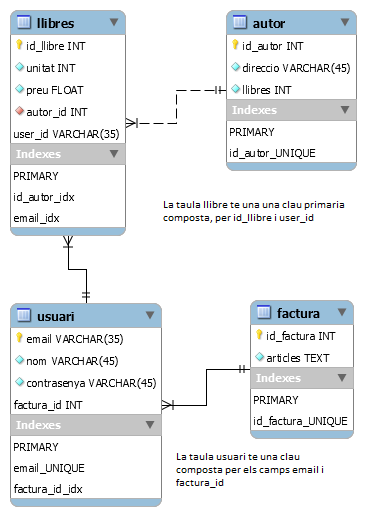 llibres
id_llibre INT
unitat INT
preu FLOAT
autor_id INT
user_id VARCHAR(35)
Indexes
PRIMARY
id_autor_idx
email_idx
autor
id_autor INT
direccio VARCHAR(45)
llibres INT
Indexes
PRIMARY
id_autor_UNIQUE
La taula llibre te una una clau primaria
composta, per id_llibre i user_id
usuari
email VARCHAR(35)
nom VARCHAR(45)
contrasenya VARCHAR(45)
factura_id INT
Indexes
PRIMARY
email_UNIQUE
factura_id_idx
factura
id_factura INT
articles TEXT
Indexes
PRIMARY
id_factura_UNIQUE
La taula usuari te una clau
composta per els camps email i
factura_id